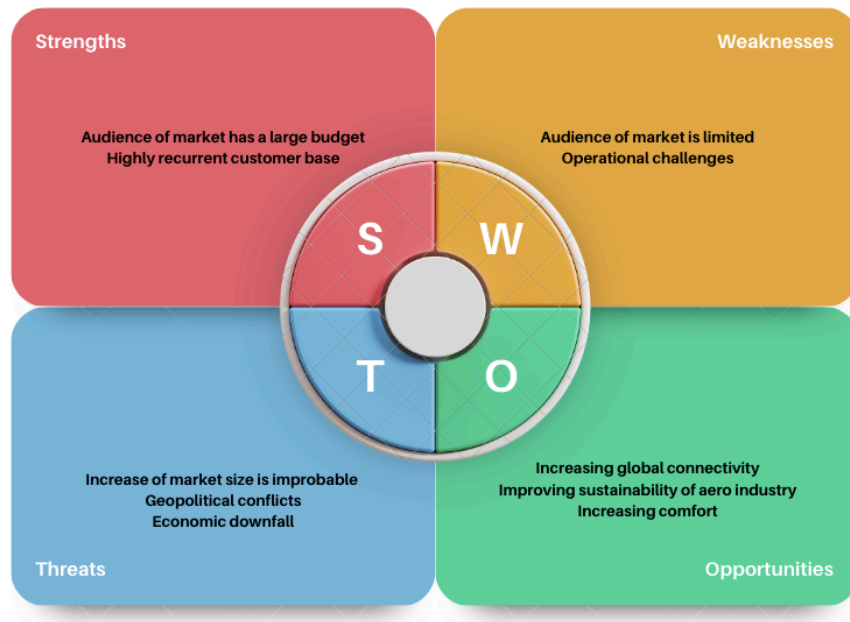 Strengths
Weaknesses
Audience of market has a large budget
Highly recurrent customer base
Audience of market is limited
Operational challenges
S
W
T
O
Increase of market size is improbable
Geopolitical conflicts
Economic downfall
Increasing global connectivity
Improving sustainability of aero industry
Increasing comfort
Threats
Opportunities